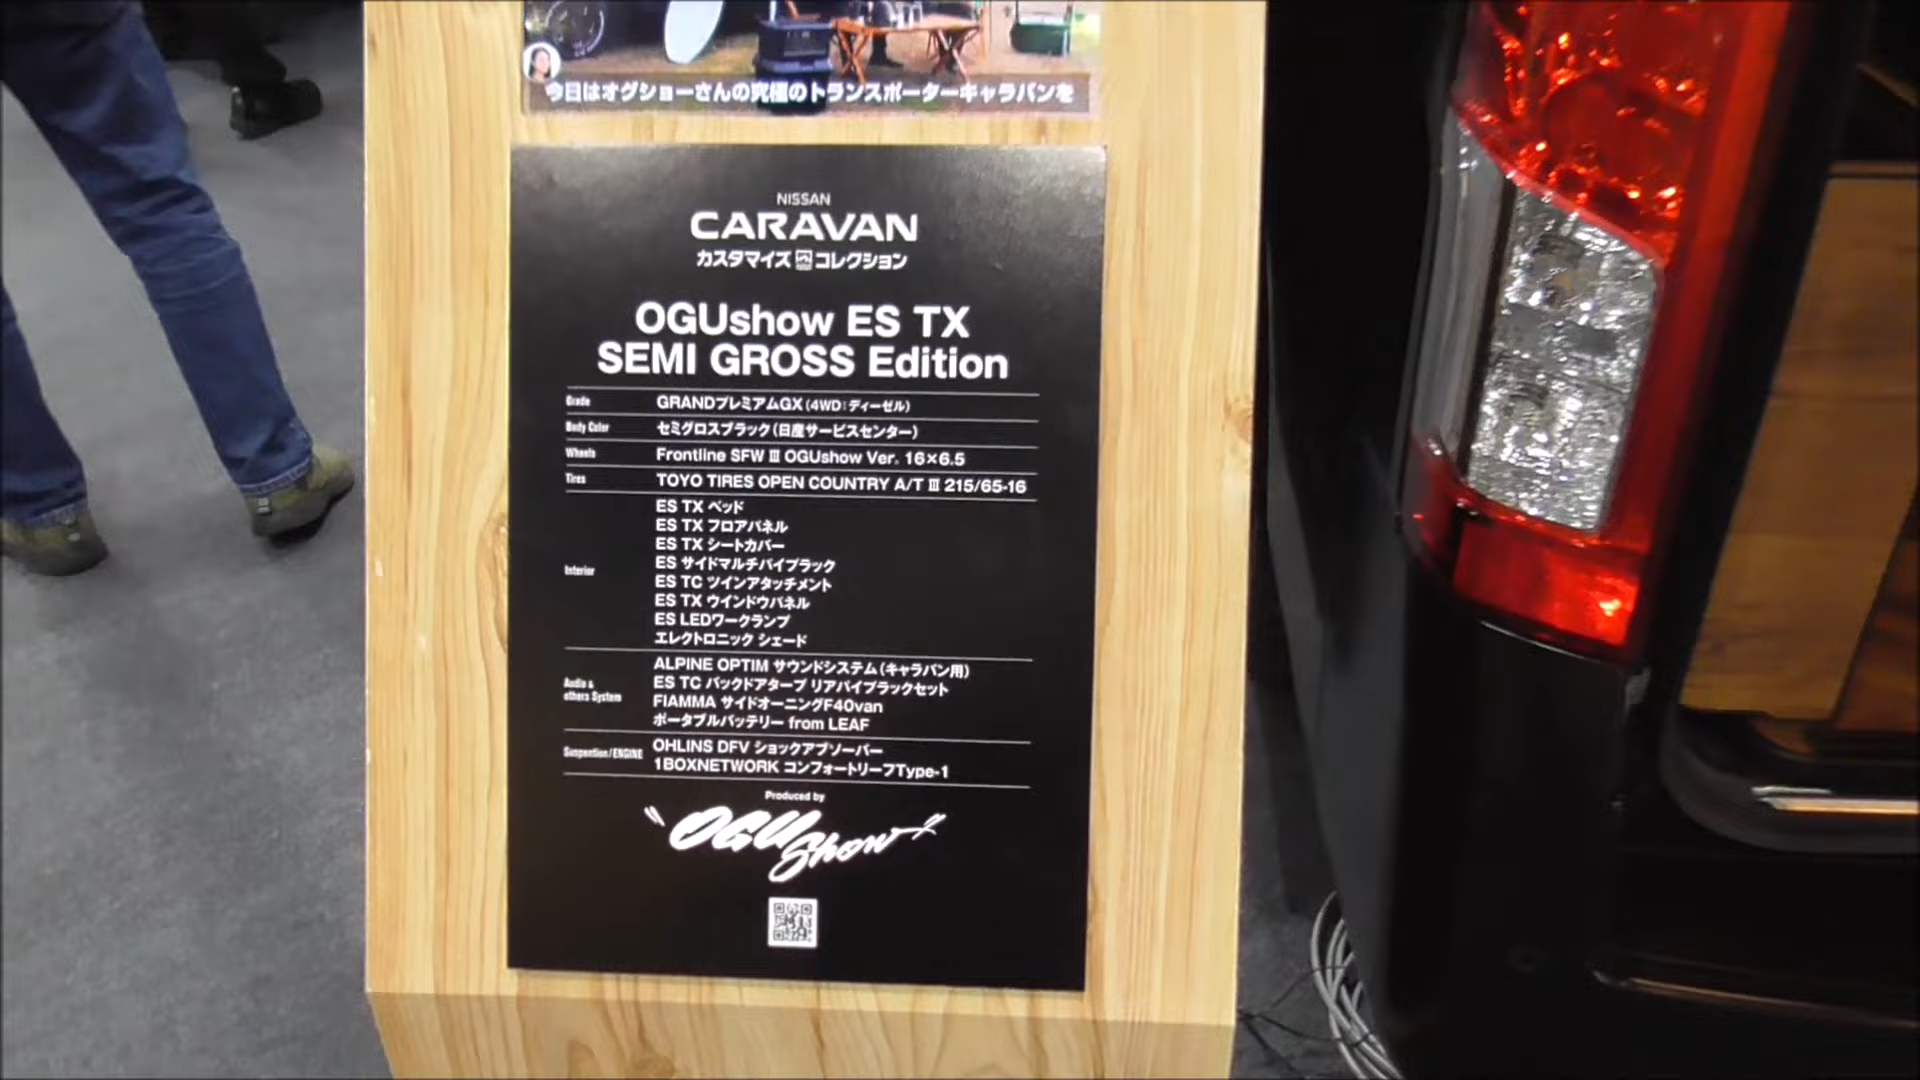 今日はオグショーさんの究極のトランスポーターキャラバンを
NISSAN
CARAVAN
カスタマイズ コレクション
OGUshow ES TX
SEMI GROSS Edition
Grade GRANDプレミアムGX（4WD：ディーゼル）
Body Color セミグロスブラック（日産サービスセンター）
Wheels Frontline SFW Ⅲ OGUshow Ver. 16×6.5
Tires TOYO TIRES OPEN COUNTRY A/T Ⅲ 215/65-16
ES TX ベッド
ES TX フロアパネル
ES TX シートカバー
ES サイドマルチパイプラック
Interior
ES TC ツインアタッチメント
ES TX ウインドウパネル
ES LEDワークランプ
エレクトロニック シェード
ALPINE OPTIM サウンドシステム（キャラバン用）
Audio & others System
ES TC バックドアタープ リアパイプラックセット
FIAMMA サイドオーニングF40van
ポータブルバッテリー from LEAF
Suspention/ENGINE
OHLINS DFV ショックアブソーバー
1BOXNETWORK コンフォートリーフType-1
Produced by
"OGUshow"